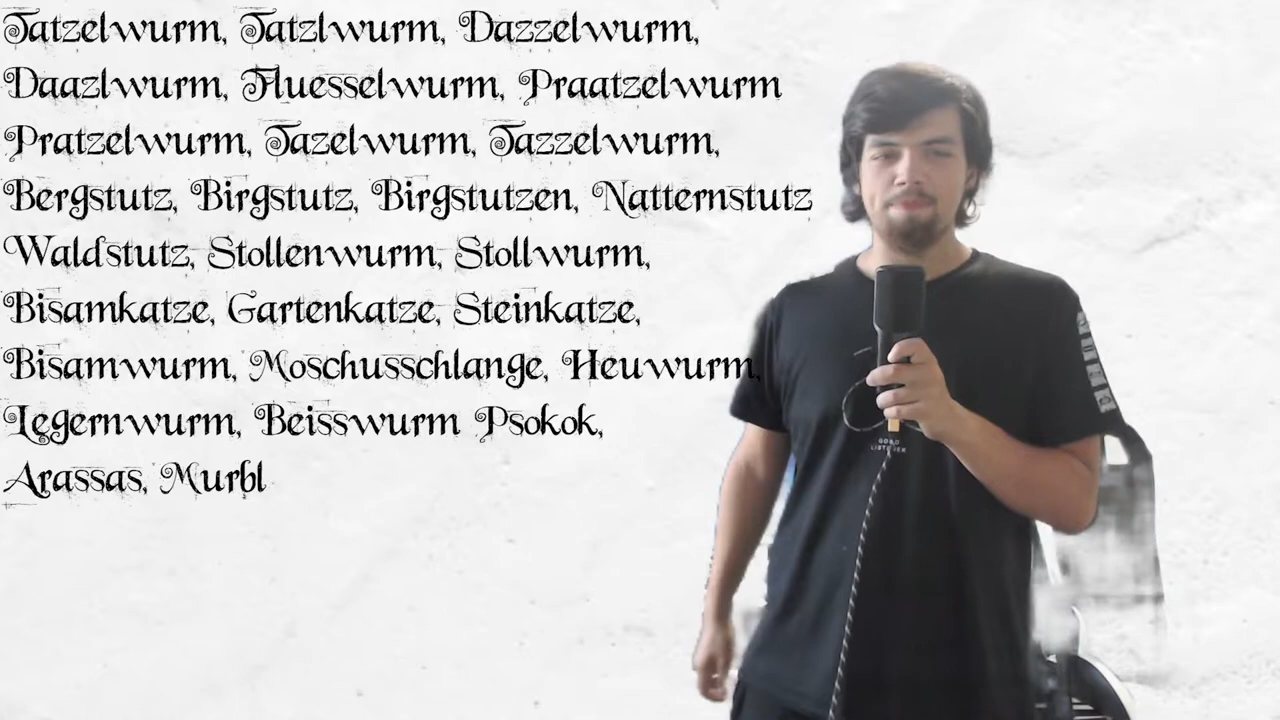 Tatzelwurm, Tatzlwurm, Dazzelwurm,
Daazlwurm, Fluesselwurm, Praatzelwurm
Pratzelwurm, Tazelwurm, Tazzelwurm,
Bergstutz, Birgstutz, Birgstutzen, Natternstutz
Waldstutz, Stollenwurm, Stollwurm,
Bisamkatze, Gartenkatze, Steinkatze,
Bisamwurm, Moschusschlange, Heuwurm,
Legernwurm, Beisswurm Psokok,
Arassas, Murbl